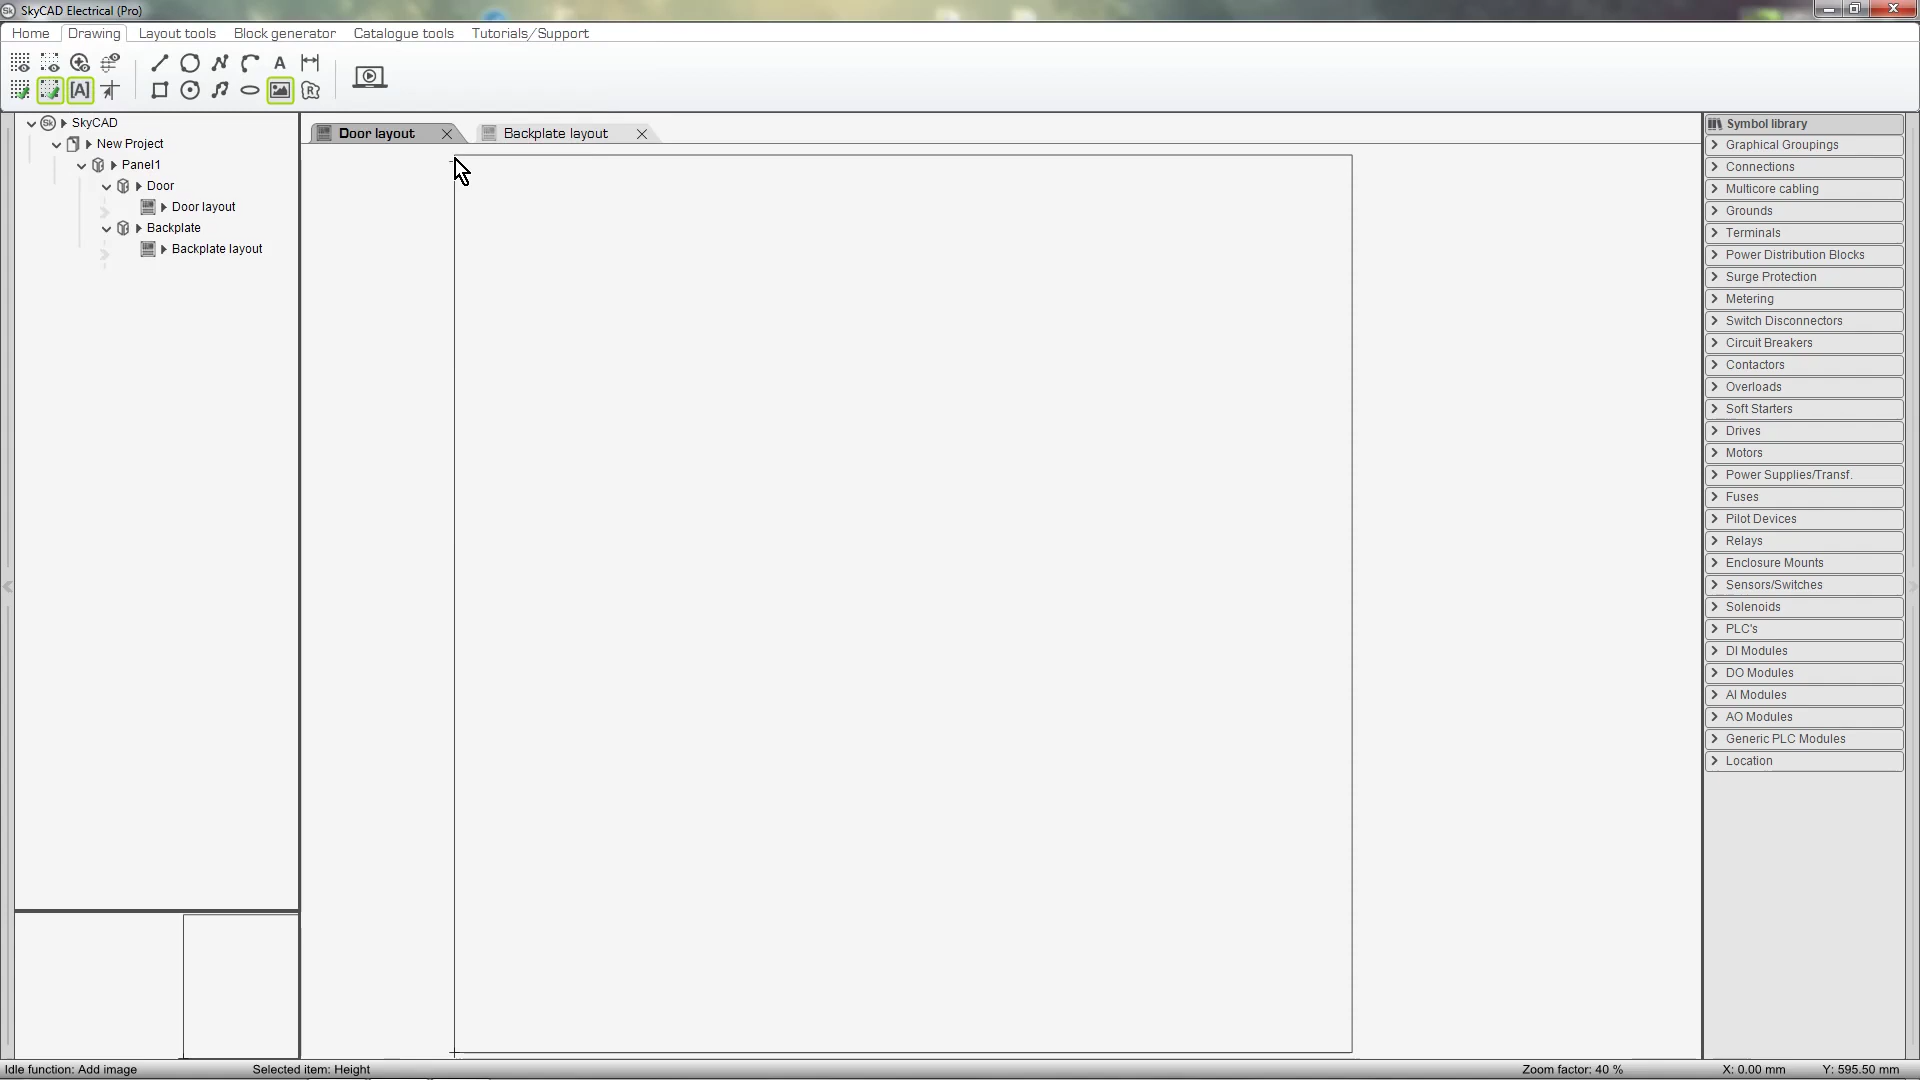 SkyCAD Electrical (Pro)
Home Drawing Layout tools Block generator Catalogue tools Tutorials/Support
A
[A]
R
Sk SkyCAD
New Project
Panel1
Door
Door layout
Backplate
Backplate layout
Door layout Backplate layout
Symbol library
Graphical Groupings
Connections
Multicore cabling
Grounds
Terminals
Power Distribution Blocks
Surge Protection
Metering
Switch Disconnectors
Circuit Breakers
Contactors
Overloads
Soft Starters
Drives
Motors
Power Supplies/Transf.
Fuses
Pilot Devices
Relays
Enclosure Mounts
Sensors/Switches
Solenoids
PLC's
DI Modules
DO Modules
AI Modules
AO Modules
Generic PLC Modules
Location
Idle function: Add image Selected item: Height Zoom factor: 40 % X: 0.00 mm Y: 595.50 mm